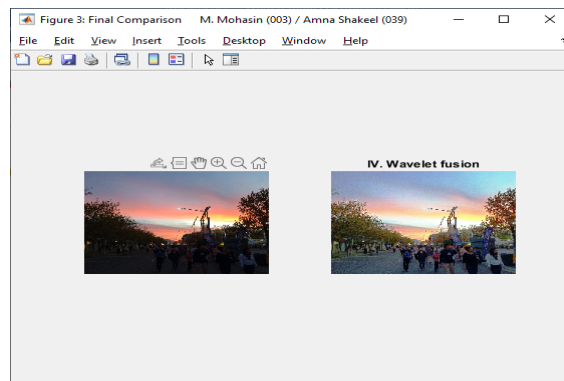 Figure 3: Final Comparison M. Mohasin (003) / Amna Shakeel (039)
File Edit View Insert Tools Desktop Window Help
IV. Wavelet fusion